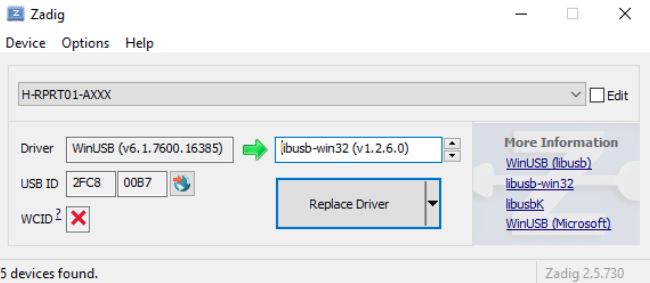 Zadig
Device Options Help
H-RPRT01-AXXX
Edit
Driver WinUSB (v6.1.7600.16385) libusb-win32 (v1.2.6.0)
More Information
WinUSB (libusb)
USB ID 2FC8 00B7
libusb-win32
Replace Driver
libusbK
WCID ?
WinUSB (Microsoft)
5 devices found.
Zadig 2.5.730